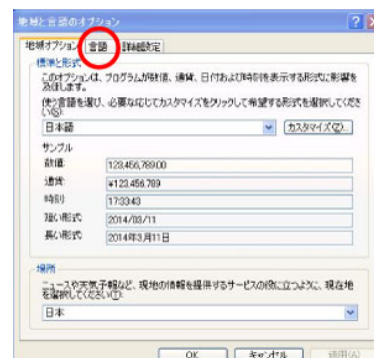 地域と言語のオプション
地域オプション 言語 詳細設定
標準と形式
このオプションは、プログラムが数値、通貨、日付および時刻を表示する形式に影響を
及ぼします。
使う言語を選び、必要ならカスタマイズをクリックして希望する形式を選択してくださ
い(S):
日本語
カスタマイズ(Z)...
サンプル
数値: 123,456,789.00
通貨: ¥123,456,789
時刻: 17:33:43
短い形式: 2014/03/11
長い形式: 2014年3月11日
場所
ニュースや天気予報など、現地の情報を提供するサービスの役に立つように、現在地
を選択してください(T):
日本
OK キャンセル 適用(A)